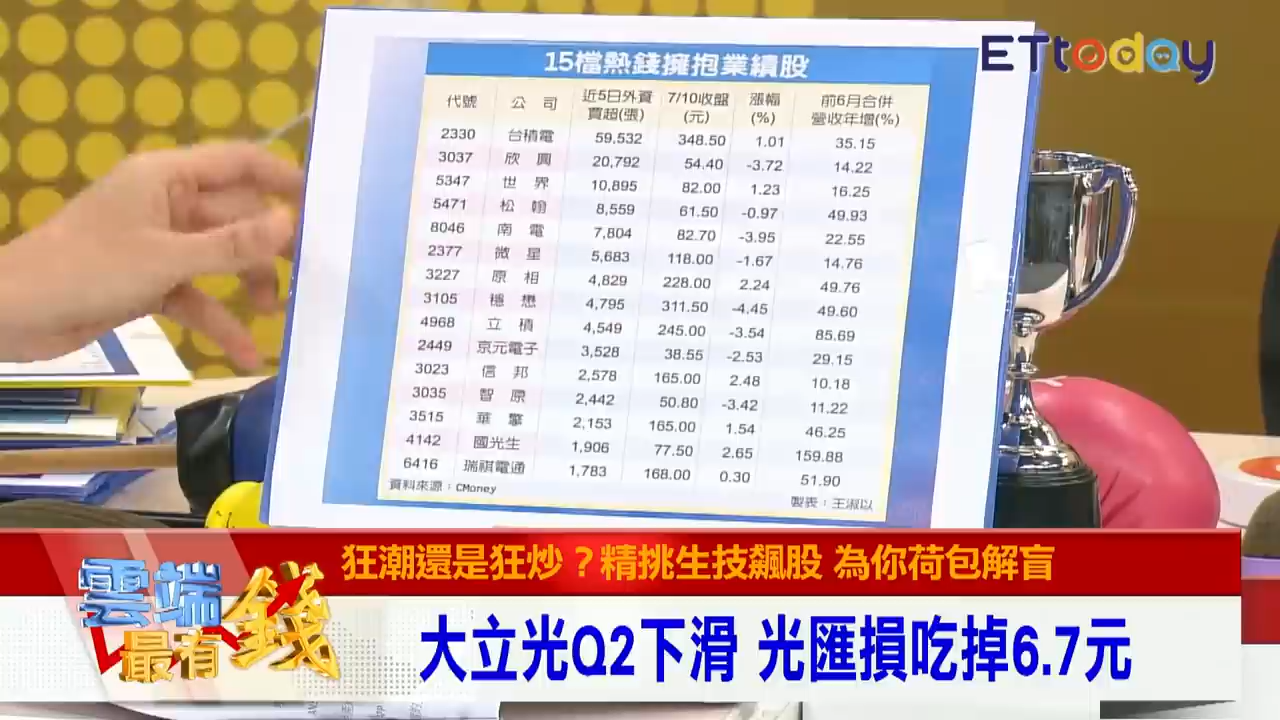 ETtoday
15檔熱錢擁抱業績股
代號 公司 近5日外資買超(張) 7/10收盤(元) 漲幅(%) 前6月合併營收年增(%)
2330 台積電 59,532 348.50 1.01 35.15
3037 欣興 20,792 54.40 -3.72 14.22
5347 世界 10,895 82.00 1.23 16.25
5471 松翰 8,559 61.50 -0.97 49.93
8046 南電 7,804 82.70 -3.95 22.55
2377 微星 5,683 118.00 -1.67 14.76
3227 原相 4,829 228.00 2.24 49.76
3105 穩懋 4,795 311.50 -4.45 49.60
4968 立積 4,549 245.00 -3.54 85.69
2449 京元電子 3,528 38.55 -2.53 29.15
3023 信邦 2,578 165.00 2.48 10.18
3035 智原 2,442 50.80 -3.42 11.22
3515 華擎 2,153 165.00 1.54 46.25
4142 國光生 1,906 77.50 2.65 159.88
6416 瑞祺電通 1,783 168.00 0.30 51.90
資料來源：CMoney
製表：王淑以
狂潮還是狂炒？精挑生技飆股 為你荷包解盲
雲端最有錢
大立光Q2下滑 光匯損吃掉6.7元